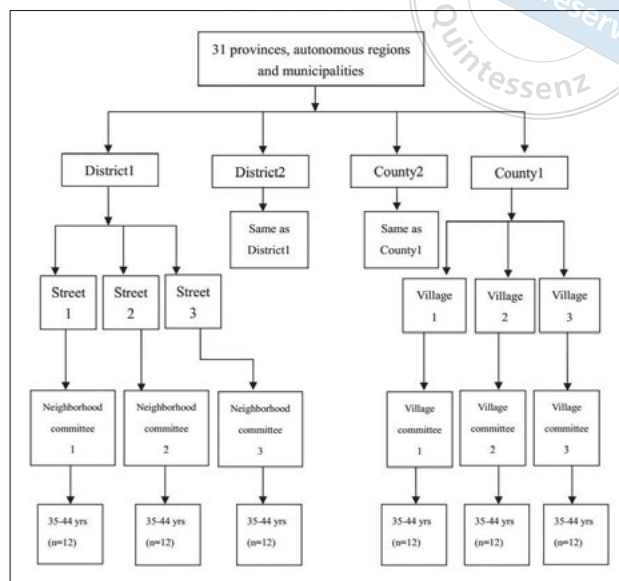 reserv
Quintessenz
31 provinces, autonomous regions
and municipalities
District1
District2
County2
County1
Same as
District1
Same as
County1
Street
1
Street
2
Street
3
Village
1
Village
2
Village
3
Neighborhood
committee
1
Neighborhood
committee
2
Neighborhood
committee
3
Village
committee
1
Village
committee
2
Village
committee
3
35-44 yrs
(n=12)
35-44 yrs
(n=12)
35-44 yrs
(n=12)
35-44 yrs
(n=12)
35-44 yrs
(n=12)
35-44 yrs
(n=12)